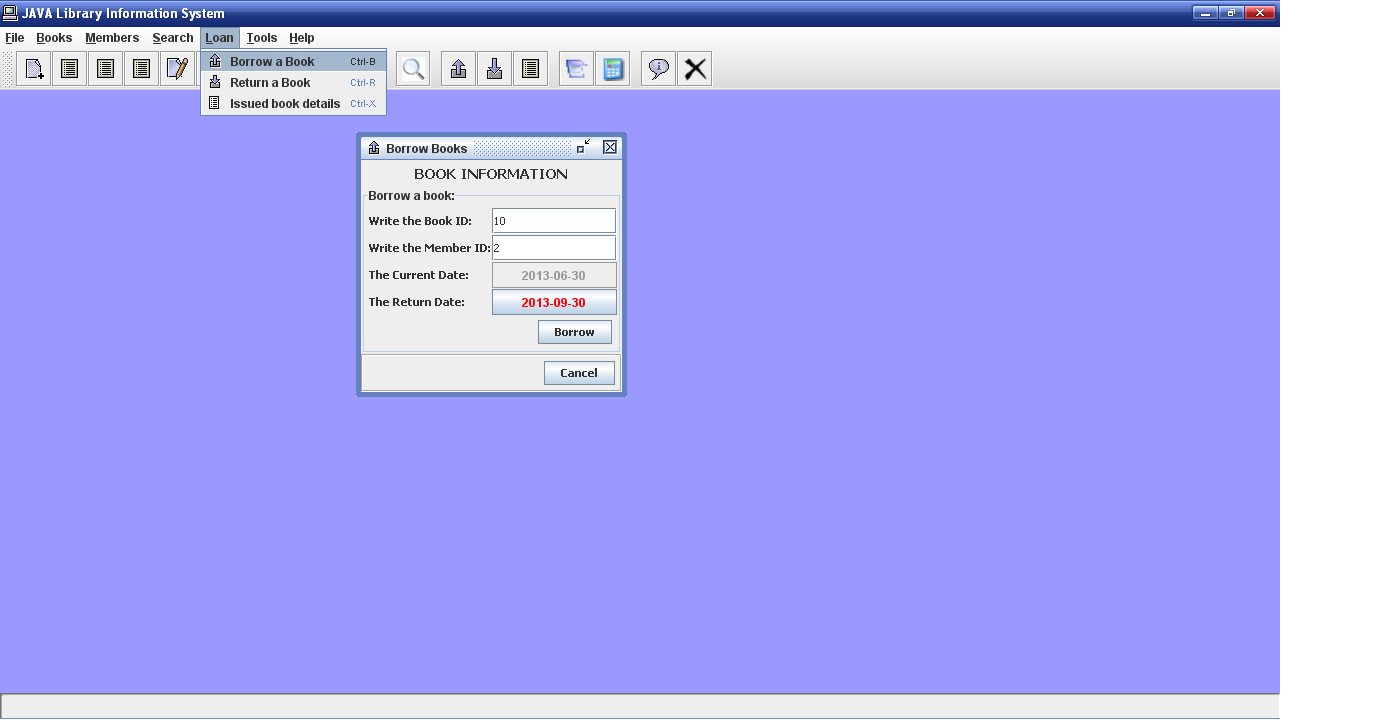 JAVA Library Information System
File Books Members Search Loan Tools Help
Borrow a Book Ctrl-B
Return a Book Ctrl-R
Issued book details Ctrl-X
Borrow Books
BOOK INFORMATION
Borrow a book:
Write the Book ID: 10
Write the Member ID: 2
The Current Date: 2013-06-30
The Return Date: 2013-09-30
Borrow
Cancel